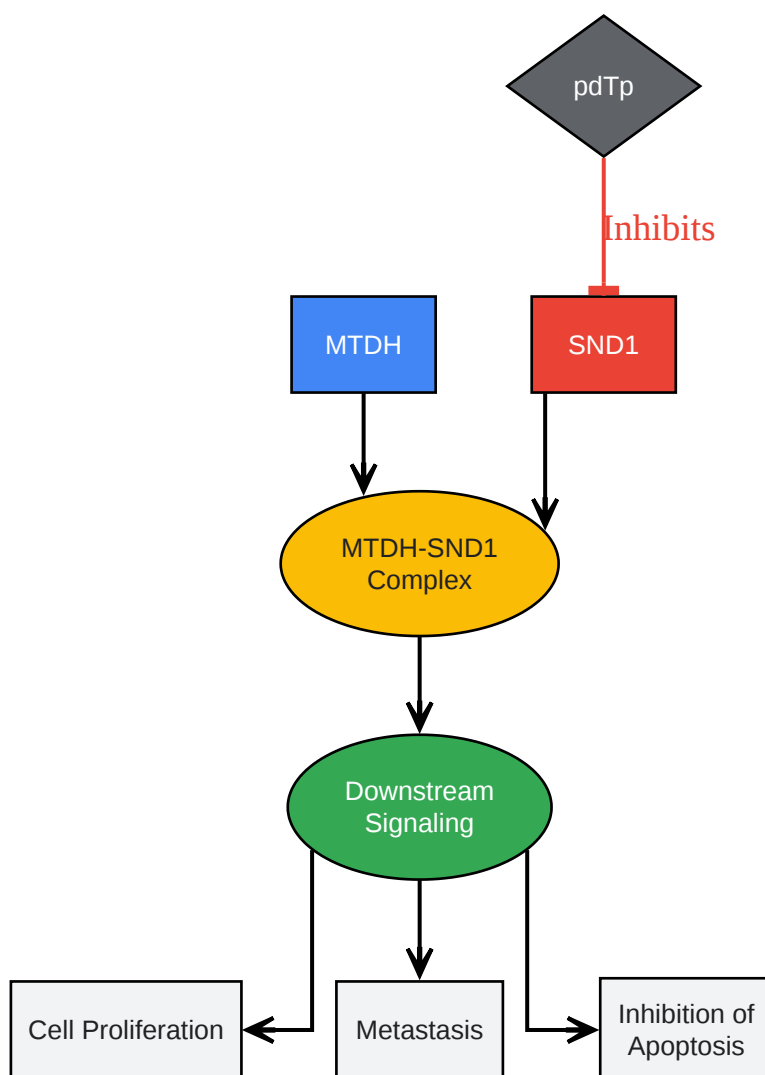 pdTp
Inhibits
MTDH
SND1
MTDH-SND1
Complex
Downstream
Signaling
Cell Proliferation
Metastasis
Inhibition of
Apoptosis